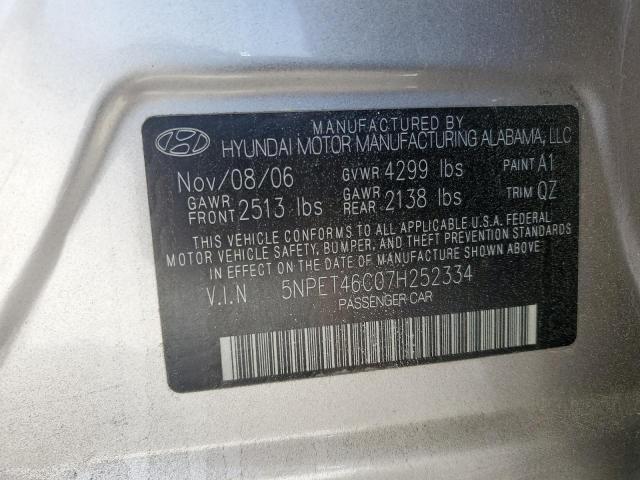 MANUFACTURED BY
HYUNDAI MOTOR MANUFACTURING ALABAMA, LLC
Nov/08/06 GVWR 4299 lbs PAINT A1
GAWR FRONT 2513 lbs GAWR REAR 2138 lbs TRIM QZ
THIS VEHICLE CONFORMS TO ALL APPLICABLE U.S.A. FEDERAL
MOTOR VEHICLE SAFETY, BUMPER, AND THEFT PREVENTION STANDARDS
IN EFFECT ON THE DATE OF MANUFACTURE SHOWN ABOVE.
V.I.N 5NPET46C07H252334
PASSENGER CAR